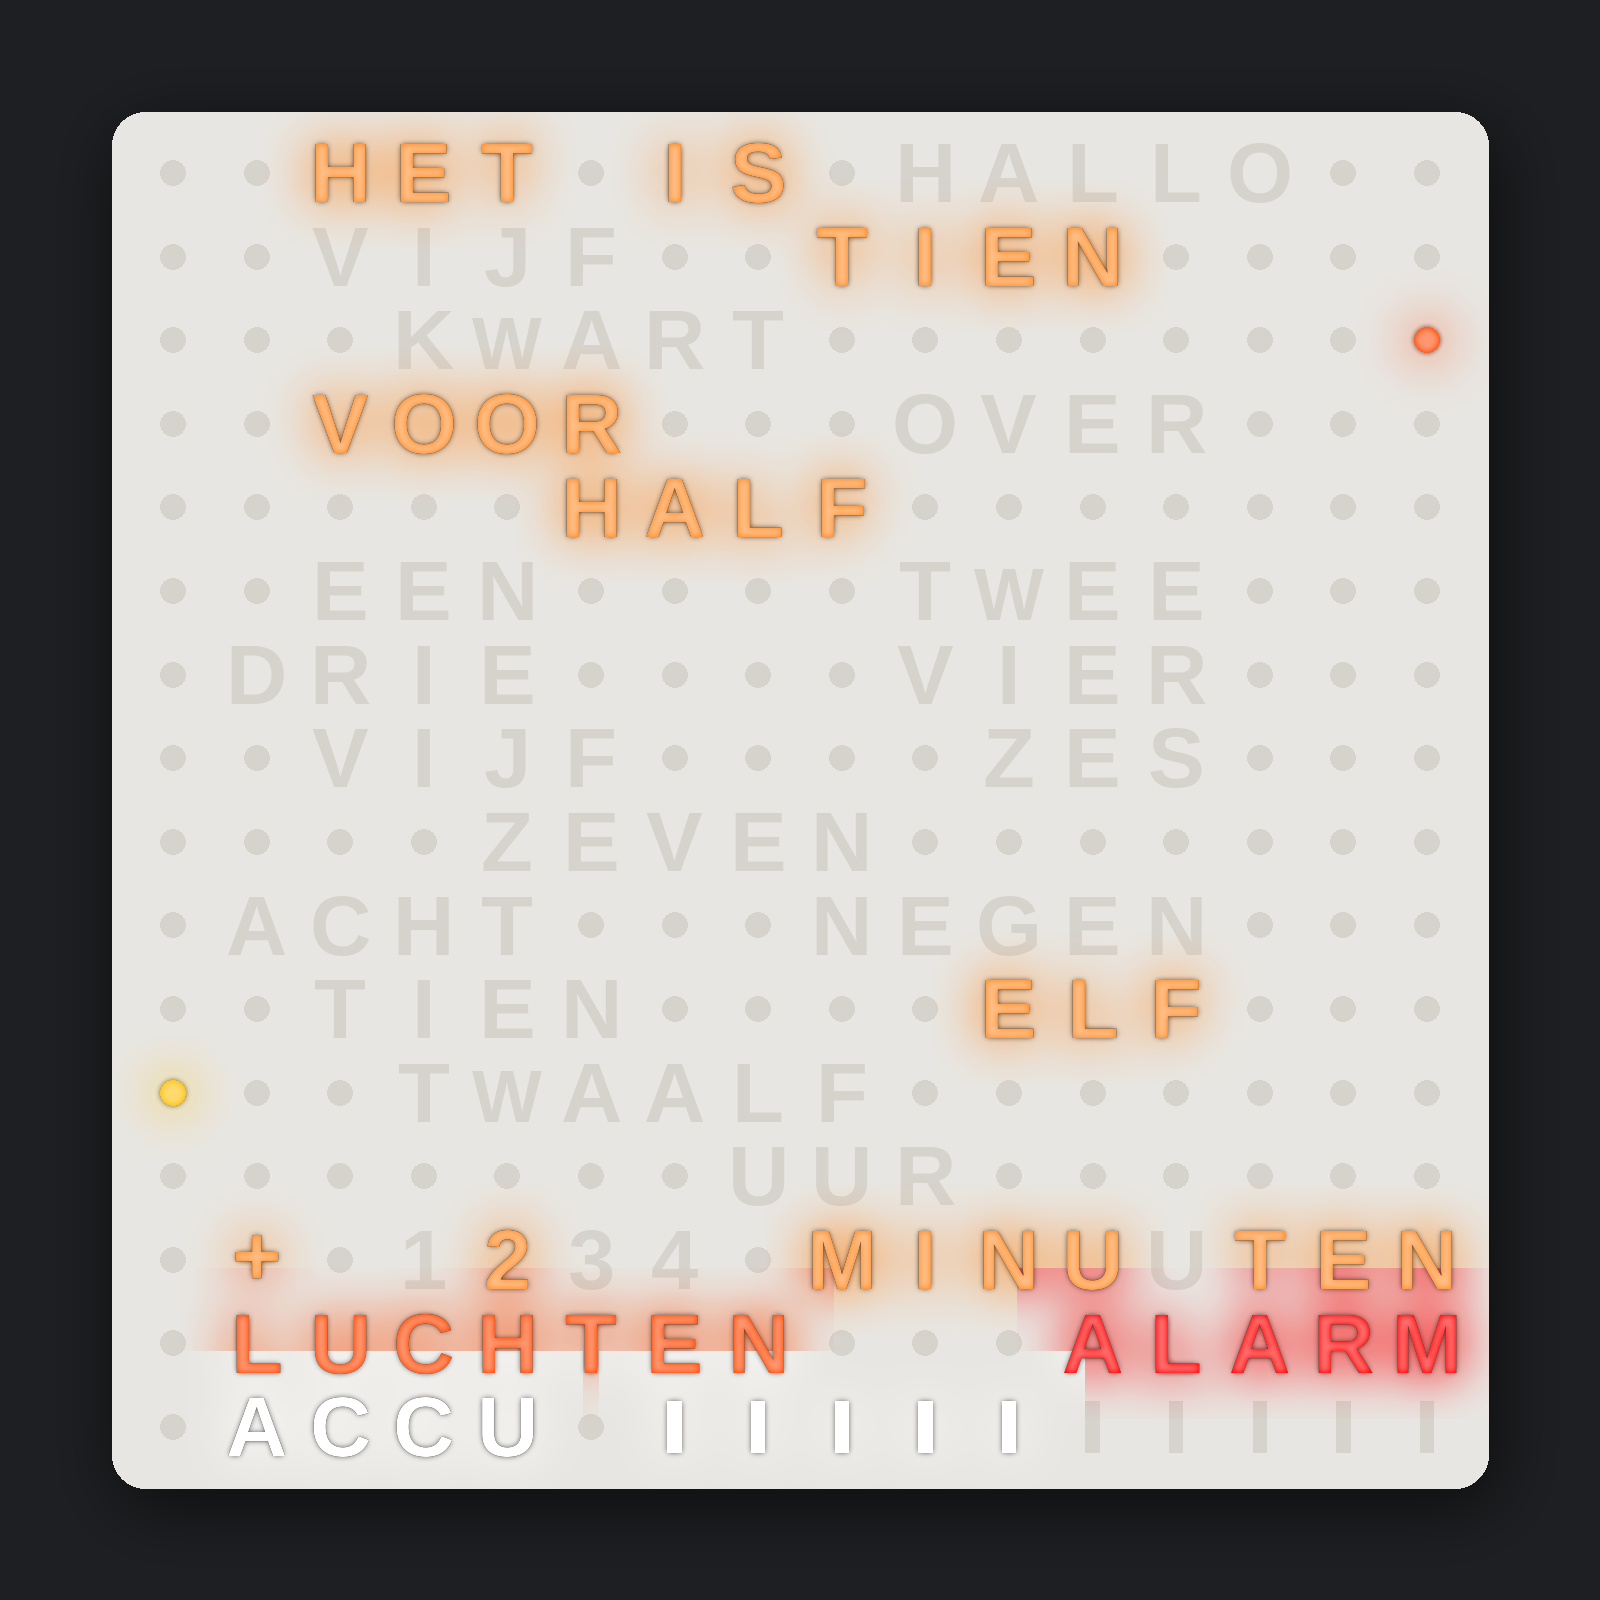 HET IS HALLO
VIJF TIEN
KWART
VOOR OVER
HALF
EEN TWEE
DRIE VIER
VIJF ZES
ZEVEN
ACHT NEGEN
TIEN ELF
TWAALF
UUR
+ 1 2 3 4 MINUUTEN
LUCHTEN ALARM
ACCU I I I I I I I I I I